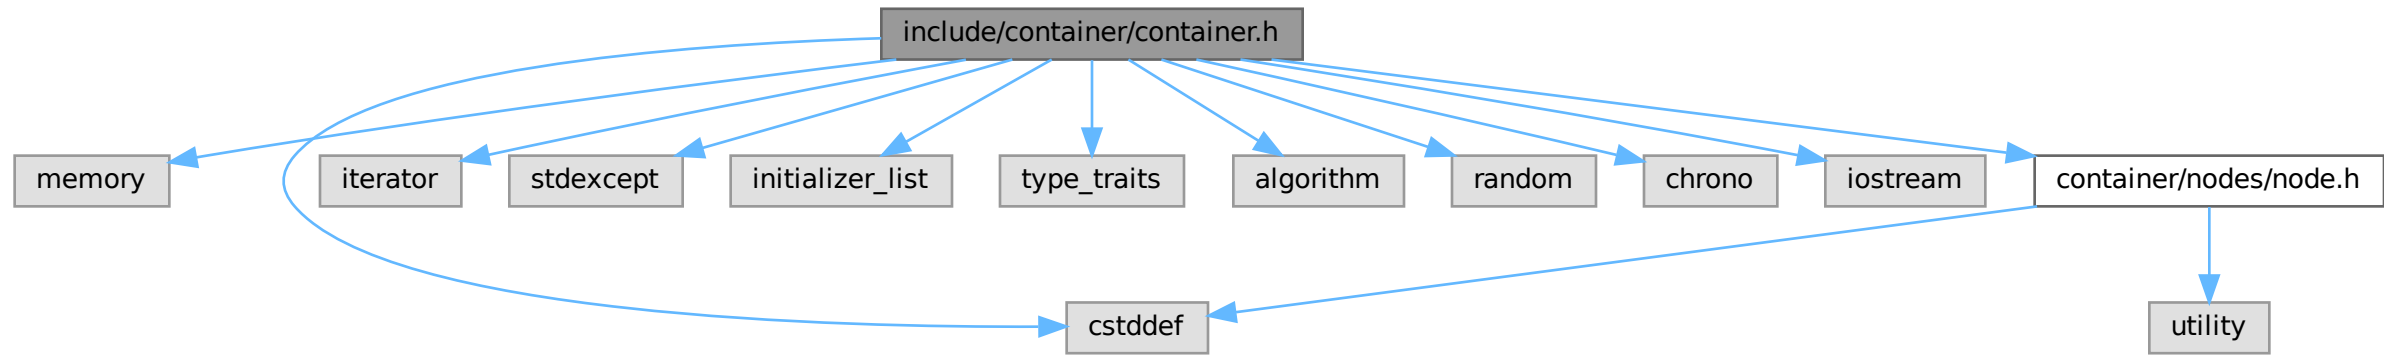 include/container/container.h
memory
iterator
stdexcept
initializer_list
type_traits
algorithm
random
chrono
iostream
container/nodes/node.h
cstddef
utility